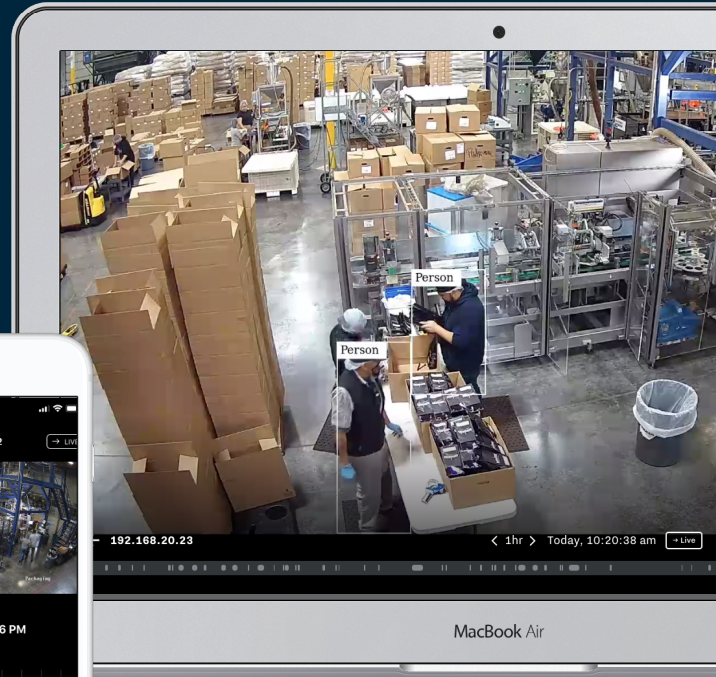 Person
Person
192.168.20.23
< 1hr > Today, 10:20:38 am → Live
MacBook Air
2 → LIVE
Packaging
6 PM